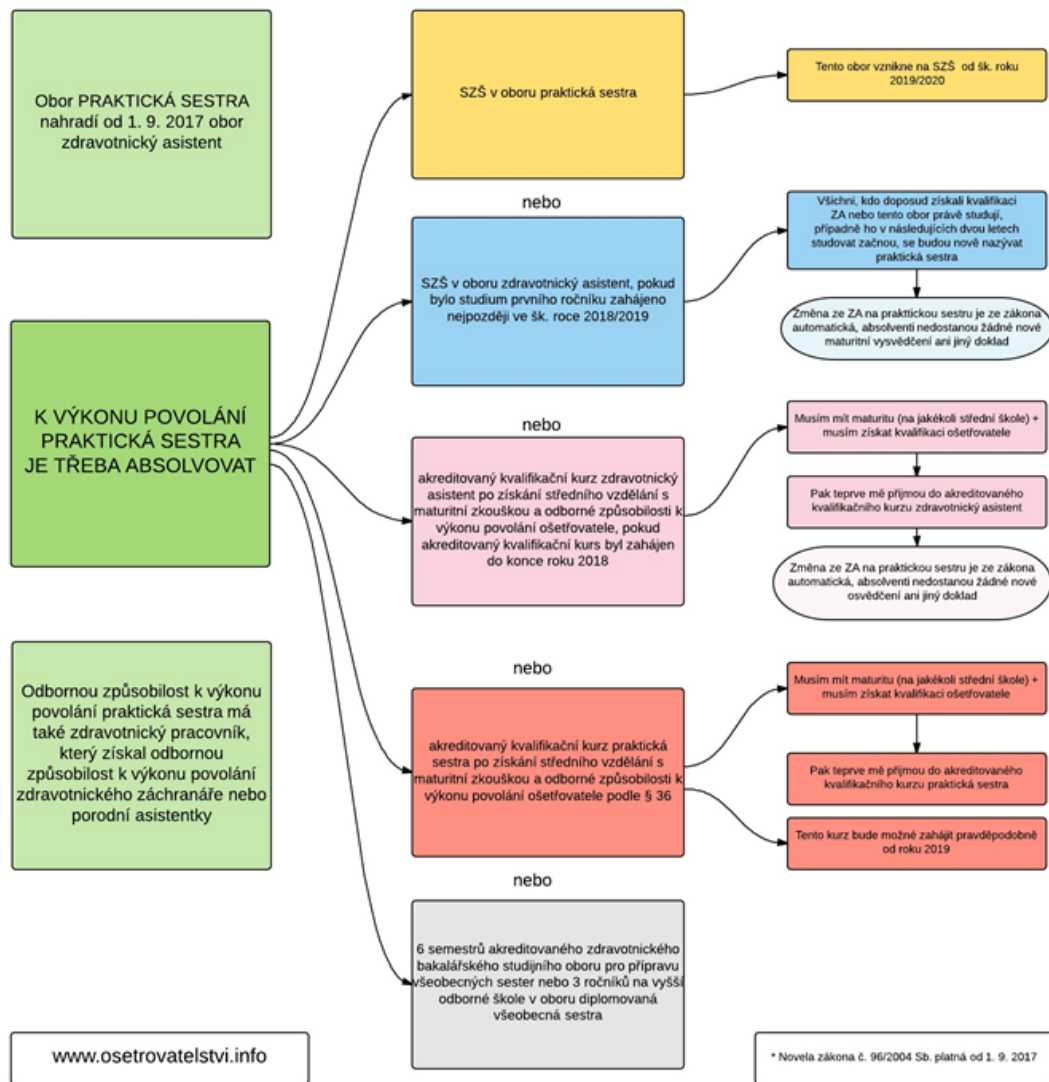 Obor PRAKTICKÁ SESTRA
nahradí od 1. 9. 2017 obor
zdravotnický asistent
K VÝKONU POVOLÁNÍ
PRAKTICKÁ SESTRA
JE TŘEBA ABSOLVOVAT
Odbornou způsobilost k výkonu
povolání praktická sestra má
také zdravotnický pracovník,
který získal odbornou
způsobilost k výkonu povolání
zdravotnického záchranáře nebo
porodní asistentky
www.osetrovatelstvi.info
SZŠ v oboru praktická sestra
Tento obor vznikne na SZŠ od šk. roku
2019/2020
nebo
SZŠ v oboru zdravotnický asistent, pokud
bylo studium prvního ročníku zahájeno
nejpozději ve šk. roce 2018/2019
Všichni, kdo doposud získali kvalifikaci
ZA nebo tento obor právě studují,
případně ho v následujících dvou letech
studovat začnou, se budou nově nazývat
praktická sestra
Změna ze ZA na prakttickou sestru je ze zákona
automatická, absolventi nedostanou žádné nové
maturitní vysvědčení ani jiný doklad
nebo
akreditovaný kvalifikační kurz zdravotnický
asistent po získání středního vzdělání s
maturitní zkouškou a odborné způsobilosti k
výkonu povolání ošetřovatele, pokud
akreditovaný kvalifikační kurs byl zahájen
do konce roku 2018
Musím mít maturitu (na jakékoli střední škole) +
musím získat kvalifikaci ošetřovatele
Pak teprve mě přijmou do akreditovaného
kvalifikačního kurzu zdravotnický asistent
Změna ze ZA na praktickou sestru je ze zákona
automatická, absolventi nedostanou žádné nové
osvědčení ani jiný doklad
nebo
akreditovaný kvalifikační kurz praktická
sestra po získání středního vzdělání s
maturitní zkouškou a odborné způsobilosti k
výkonu povolání ošetřovatele podle § 36
Musím mít maturitu (na jakékoli střední škole) +
musím získat kvalifikaci ošetřovatele
Pak teprve mě přijmou do akreditovaného
kvalifikačního kurzu praktická sestra
Tento kurz bude možné zahájit pravděpodobně
od roku 2019
nebo
6 semestrů akreditovaného zdravotnického
bakalářského studijního oboru pro přípravu
všeobecných sester nebo 3 ročníků na vyšší
odborné škole v oboru diplomovaná
všeobecná sestra
* Novela zákona č. 96/2004 Sb. platná od 1. 9. 2017